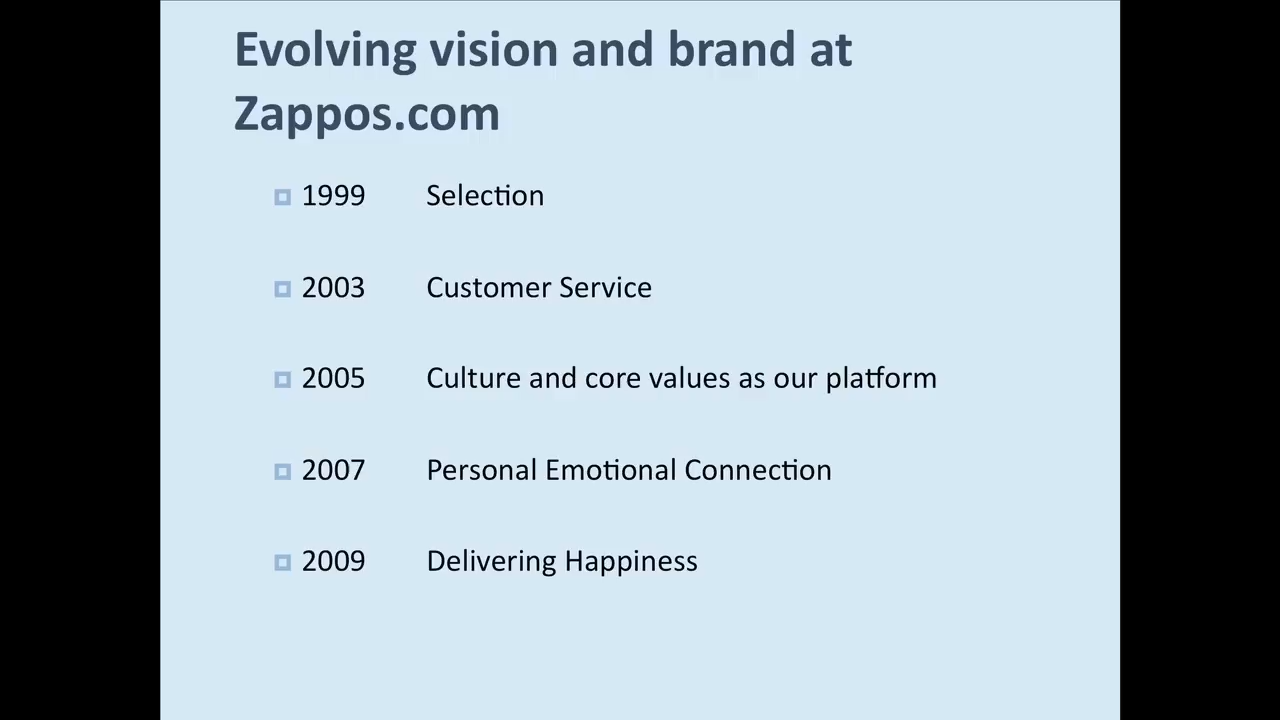 Evolving vision and brand at
Zappos.com
1999 Selection
2003 Customer Service
2005 Culture and core values as our platform
2007 Personal Emotional Connection
2009 Delivering Happiness